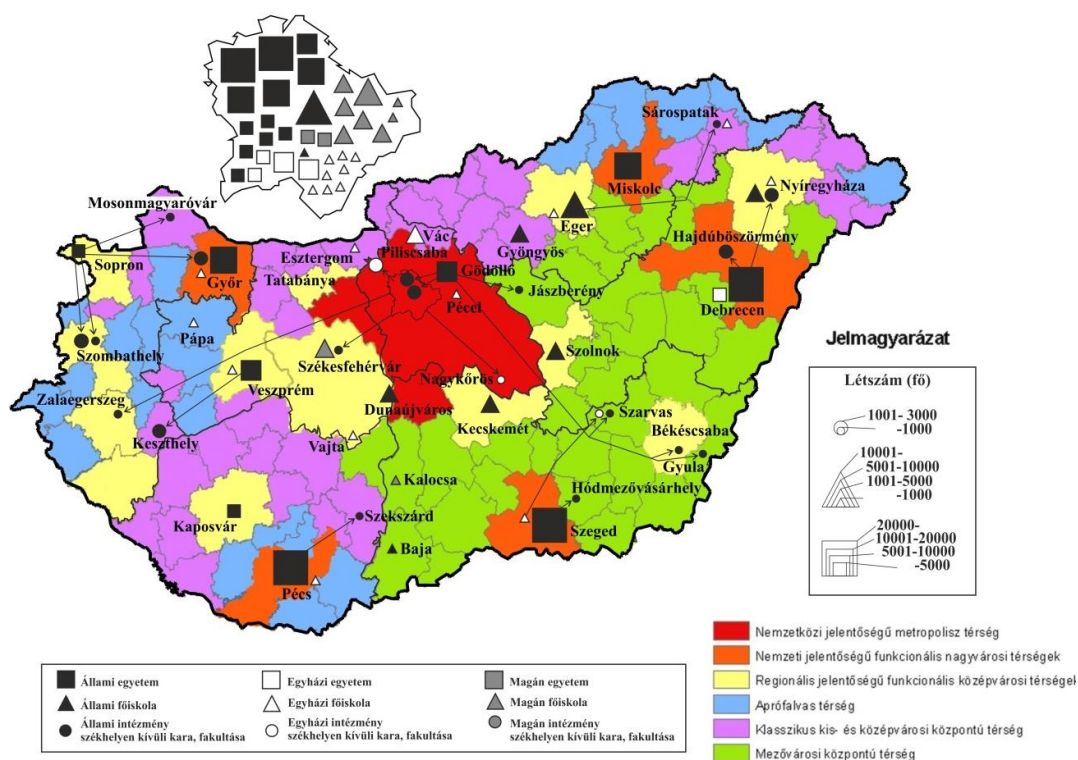 Sárospatak
Mosonmagyaróvár
Miskolc
Nyíregyháza
Vác
Eger
Sopron
Esztergom
Piliscsaba
Gyöngyös
Hajdúböszörmény
Győr
Tatabánya
Gödöllő
Jászberény
Pécel
Debrecen
Szombathely
Pápa
Székesfehérvár
Szolnok
Zalaegerszeg
Veszprém
Nagykőrös
Dunaújváros
Szarvas
Keszthely
Kecskemét
Békéscsaba
Vajta
Gyula
Kalocsa
Hódmezővásárhely
Kaposvár
Szekszárd
Szeged
Baja
Pécs
Jelmagyarázat
Létszám (fő)
1001- 3000
-1000
10001-
5001-10000
1001-5000
-1000
20000-
10001-20000
5001-10000
-5000
Nemzetközi jelentőségű metropolisz térség
Nemzeti jelentőségű funkcionális nagyvárosi térségek
Regionális jelentőségű funkcionális középvárosi térségek
Aprófalvas térség
Klasszikus kis- és középvárosi központú térség
Mezővárosi központú térség
Állami egyetem
Állami főiskola
Állami intézmény
székhelyen kívüli kara, fakultása
Egyházi egyetem
Egyházi főiskola
Egyházi intézmény
székhelyen kívüli kara, fakultása
Magán egyetem
Magán főiskola
Magán intézmény
székhelyen kívüli kara, fakultása